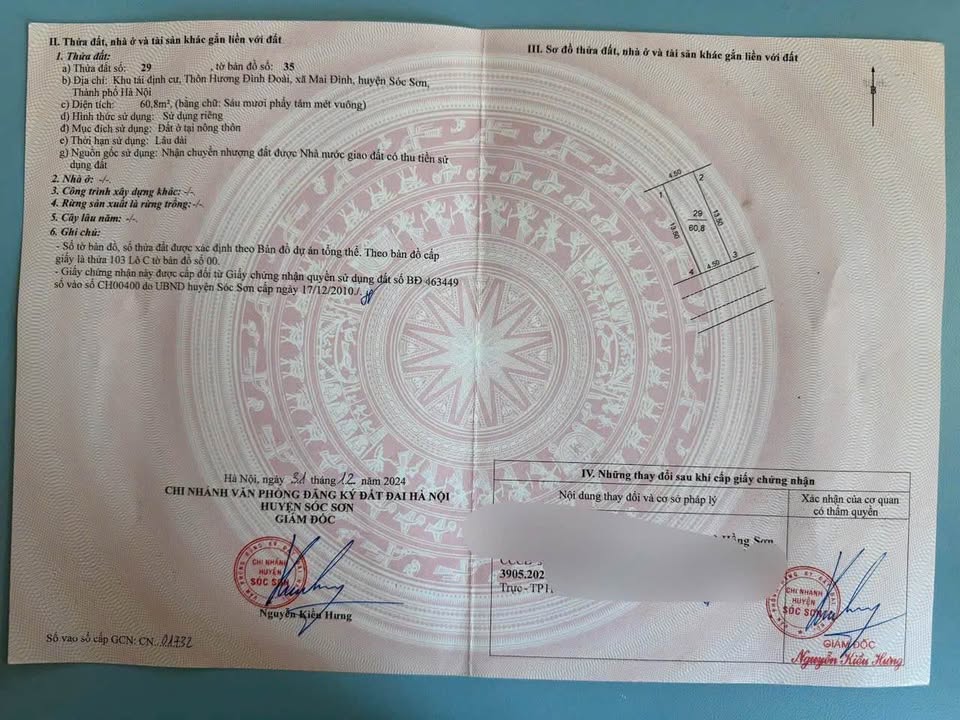 II. Thửa đất, nhà ở và tài sản khác gắn liền với đất
1. Thửa đất:
a) Thửa đất số: 29 , tờ bản đồ số: 35
b) Địa chỉ: Khu tái định cư, Thôn Hương Đình Đoài, xã Mai Đình, huyện Sóc Sơn,
Thành phố Hà Nội
c) Diện tích: 60,8m², (bằng chữ: Sáu mươi phẩy tám mét vuông)
d) Hình thức sử dụng: Sử dụng riêng
đ) Mục đích sử dụng: Đất ở tại nông thôn
e) Thời hạn sử dụng: Lâu dài
g) Nguồn gốc sử dụng: Nhận chuyển nhượng đất được Nhà nước giao đất có thu tiền sử
dụng đất
2. Nhà ở: -/-.
3. Công trình xây dựng khác: -/-.
4. Rừng sản xuất là rừng trồng: -/-.
5. Cây lâu năm: -/-.
6. Ghi chú:
- Số tờ bản đồ, số thửa đất được xác định theo Bản đồ dự án tổng thể. Theo bản đồ cấp
giấy là thửa 103 Lô C tờ bản đồ số 00.
- Giấy chứng nhận này được cấp đổi từ Giấy chứng nhận quyền sử dụng đất số BĐ 463449
số vào sổ CH00400 do UBND huyện Sóc Sơn cấp ngày 17/12/2010./.
Hà Nội, ngày 31 tháng 12 năm 2024
CHI NHÁNH VĂN PHÒNG ĐĂNG KÝ ĐẤT ĐAI HÀ NỘI
HUYỆN SÓC SƠN
GIÁM ĐỐC
CHI NHÁNH
HUYỆN
SÓC SƠN
Nguyễn Kiều Hưng
Số vào sổ cấp GCN: CN...01732
III. Sơ đồ thửa đất, nhà ở và tài sản khác gắn liền với đất
B
4.50
1
2
29
60,8
13.50
13.50
4
4.50
3
IV. Những thay đổi sau khi cấp giấy chứng nhận
Nội dung thay đổi và cơ sở pháp lý
Xác nhận của cơ quan
có thẩm quyền
Sơn
3905.202
Trực - TP
CHI NHÁNH
HUYỆN
SÓC SƠN
GIÁM ĐỐC
Nguyễn Kiều Hưng